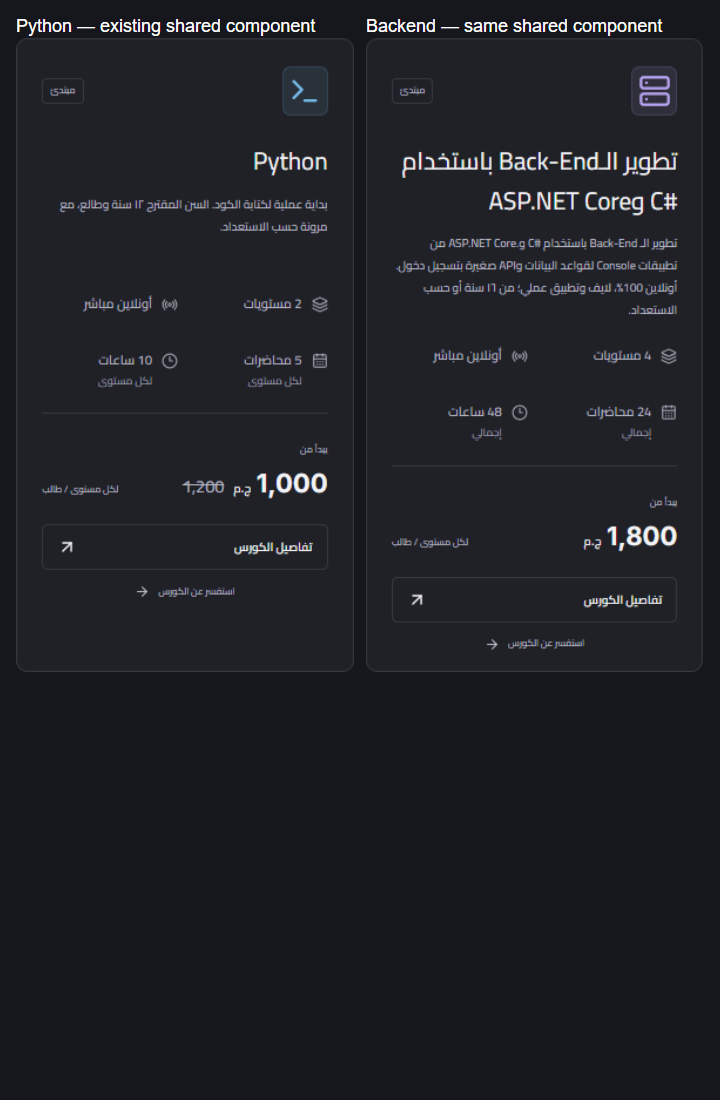 Python — existing shared component
مبتدئ
Python
بداية عملية لكتابة الكود. السن المقترح ١٢ سنة وطالع، مع
مرونة حسب الاستعداد.
2 مستويات
أونلاين مباشر
5 محاضرات
لكل مستوى
10 ساعات
لكل مستوى
يبدأ من
1,000 ج.م 1,200
لكل مستوى / طالب
تفاصيل الكورس
استفسر عن الكورس
Backend — same shared component
مبتدئ
تطوير الـBack-End باستخدام
C# وASP.NET Core
تطوير الـ Back-End باستخدام C# وASP.NET Core، من
تطبيقات Console لقواعد البيانات وAPI صغيرة بتسجيل دخول.
أونلاين 100%، لايف وتطبيق عملي؛ من ١٦ سنة أو حسب
الاستعداد.
4 مستويات
أونلاين مباشر
24 محاضرات
إجمالي
48 ساعات
إجمالي
يبدأ من
1,800 ج.م
لكل مستوى / طالب
تفاصيل الكورس
استفسر عن الكورس